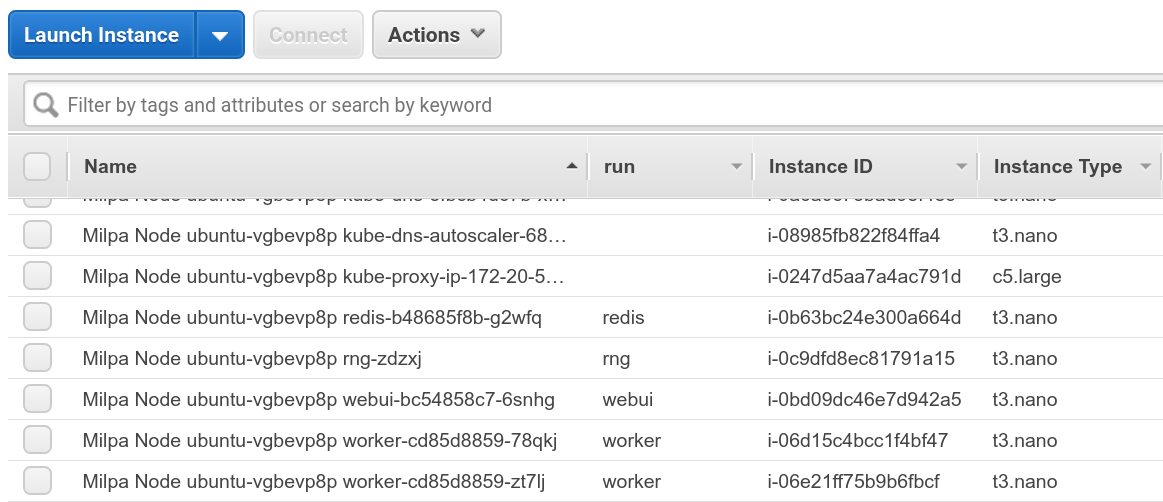 Launch Instance Connect Actions
Filter by tags and attributes or search by keyword
Name run Instance ID Instance Type
Milpa Node ubuntu-vgbevp8p kube-dns-autoscaler-68… i-08985fb822f84ffa4 t3.nano
Milpa Node ubuntu-vgbevp8p kube-proxy-ip-172-20-5… i-0247d5aa7a4ac791d c5.large
Milpa Node ubuntu-vgbevp8p redis-b48685f8b-g2wfq redis i-0b63bc24e300a664d t3.nano
Milpa Node ubuntu-vgbevp8p rng-zdzxj rng i-0c9dfd8ec81791a15 t3.nano
Milpa Node ubuntu-vgbevp8p webui-bc54858c7-6snhg webui i-0bd09dc46e7d942a5 t3.nano
Milpa Node ubuntu-vgbevp8p worker-cd85d8859-78qkj worker i-06d15c4bcc1f4bf47 t3.nano
Milpa Node ubuntu-vgbevp8p worker-cd85d8859-zt7lj worker i-06e21ff75b9b6fbcf t3.nano